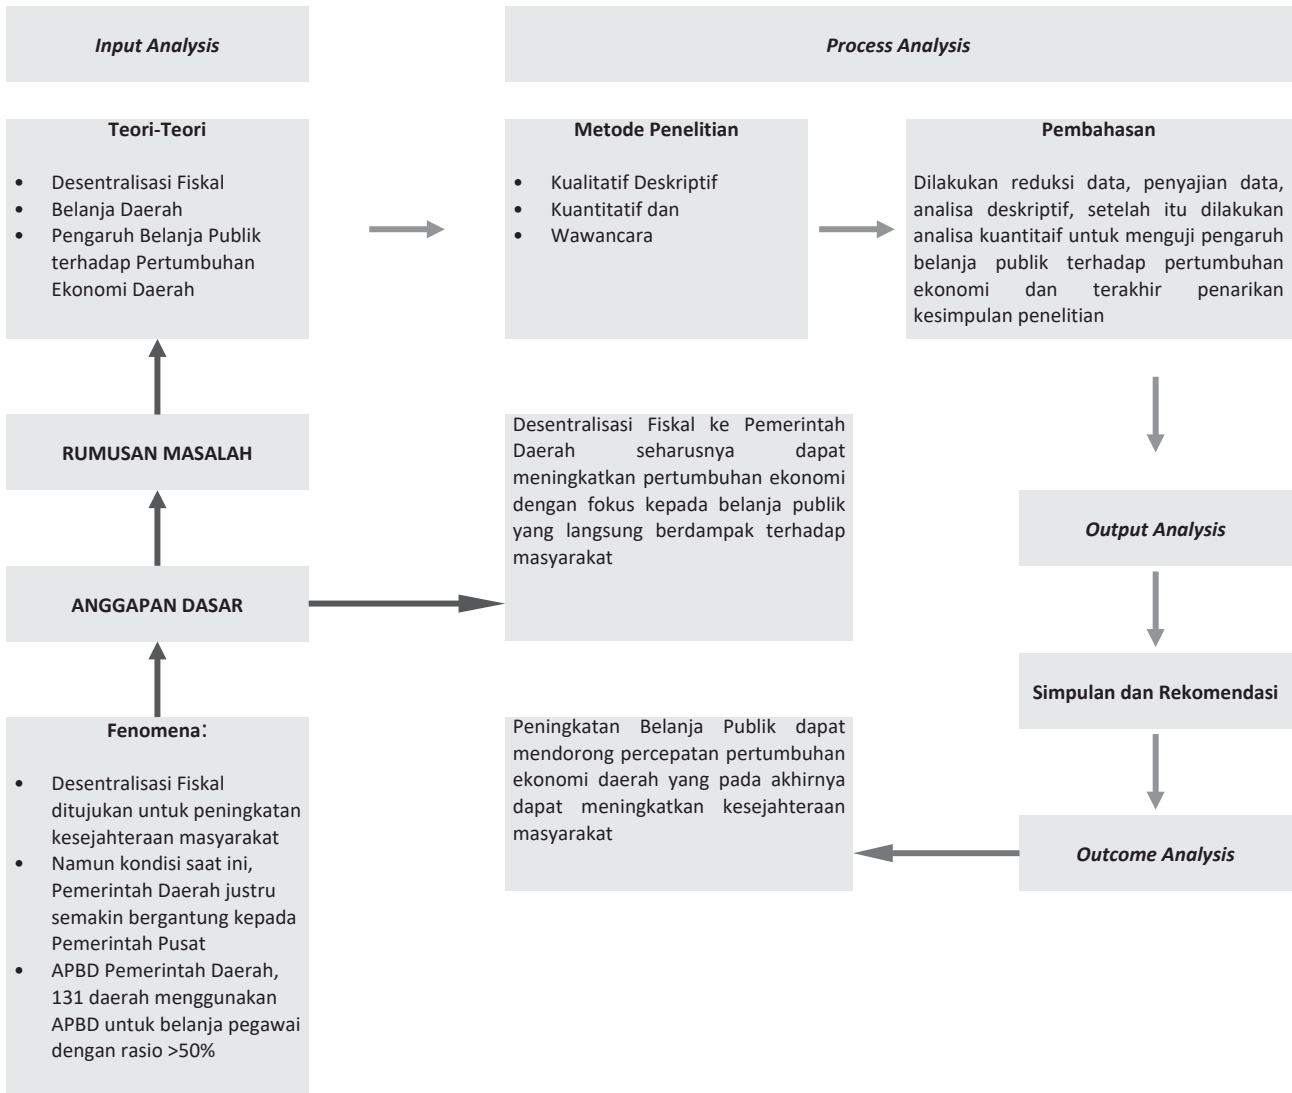 Input Analysis
Process Analysis
Teori-Teori
• Desentralisasi Fiskal
• Belanja Daerah
• Pengaruh Belanja Publik
terhadap Pertumbuhan
Ekonomi Daerah
Metode Penelitian
• Kualitatif Deskriptif
• Kuantitatif dan
• Wawancara
Pembahasan
Dilakukan reduksi data, penyajian data,
analisa deskriptif, setelah itu dilakukan
analisa kuantitaif untuk menguji pengaruh
belanja publik terhadap pertumbuhan
ekonomi dan terakhir penarikan
kesimpulan penelitian
RUMUSAN MASALAH
Desentralisasi Fiskal ke Pemerintah
Daerah seharusnya dapat
meningkatkan pertumbuhan ekonomi
dengan fokus kepada belanja publik
yang langsung berdampak terhadap
masyarakat
Output Analysis
ANGGAPAN DASAR
Simpulan dan Rekomendasi
Fenomena:
• Desentralisasi Fiskal
ditujukan untuk peningkatan
kesejahteraan masyarakat
• Namun kondisi saat ini,
Pemerintah Daerah justru
semakin bergantung kepada
Pemerintah Pusat
• APBD Pemerintah Daerah,
131 daerah menggunakan
APBD untuk belanja pegawai
dengan rasio >50%
Peningkatan Belanja Publik dapat
mendorong percepatan pertumbuhan
ekonomi daerah yang pada akhirnya
dapat meningkatkan kesejahteraan
masyarakat
Outcome Analysis